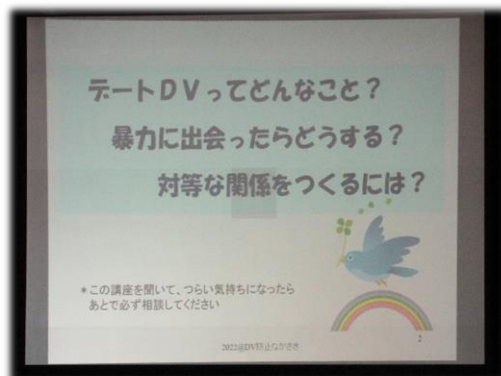 デートDVってどんなこと？
暴力に出会ったらどうする？
対等な関係をつくるには？
＊この講座を聞いて、つらい気持ちになったら
あとで必ず相談してください
2022@DV防止ながさき
2